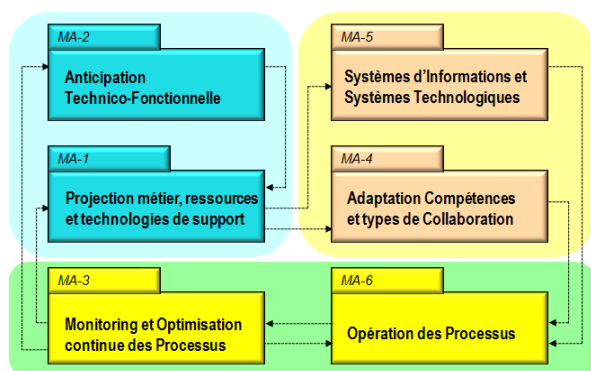 MA-2
Anticipation
Technico-Fonctionnelle
MA-5
Systèmes d'Informations et
Systèmes Technologiques
MA-1
Projection métier, ressources
et technologies de support
MA-4
Adaptation Compétences
et types de Collaboration
MA-3
Monitoring et Optimisation
continue des Processus
MA-6
Opération des Processus